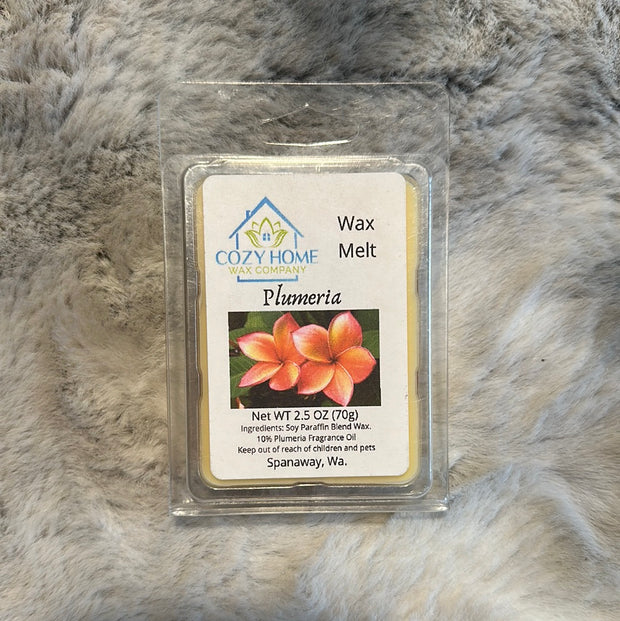 COZY HOME
WAX COMPANY
Wax
Melt
Plumeria
Net WT 2.5 OZ (70g)
Ingredients: Soy Paraffin Blend Wax.
10% Plumeria Fragrance Oil
Keep out of reach of children and pets
Spanaway, Wa.